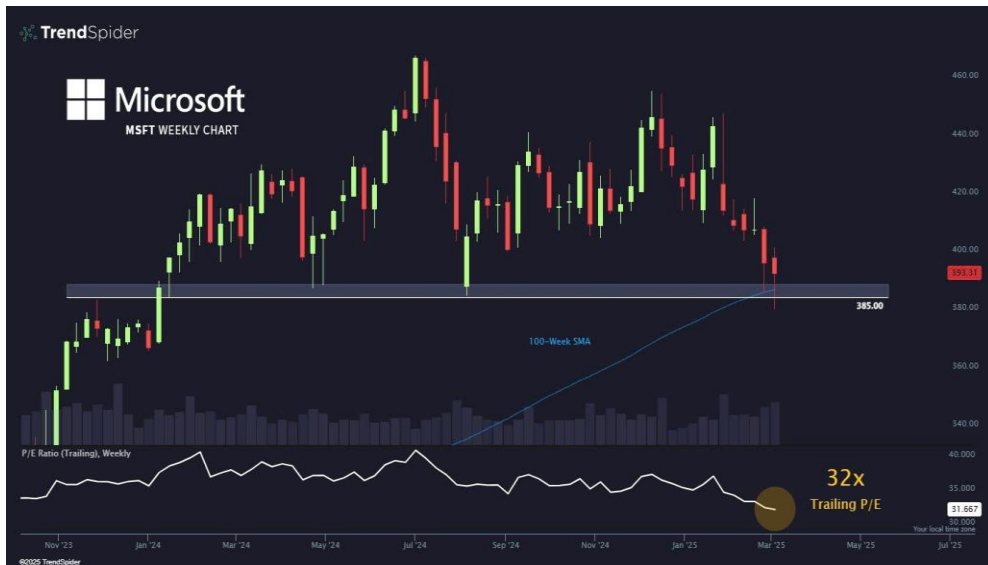 TrendSpider
Microsoft
MSFT WEEKLY CHART
460.00
440.00
420.00
400.00
393.31
385.00
380.00
100-Week SMA
360.00
340.00
P/E Ratio (Trailing), Weekly
40.000
32x
35.000
Trailing P/E
31.667
30.000
Your local time zone
Nov '23 Jan '24 Mar '24 May '24 Jul '24 Sep '24 Nov '24 Jan '25 Mar '25 May '25 Jul '25
©2025 TrendSpider